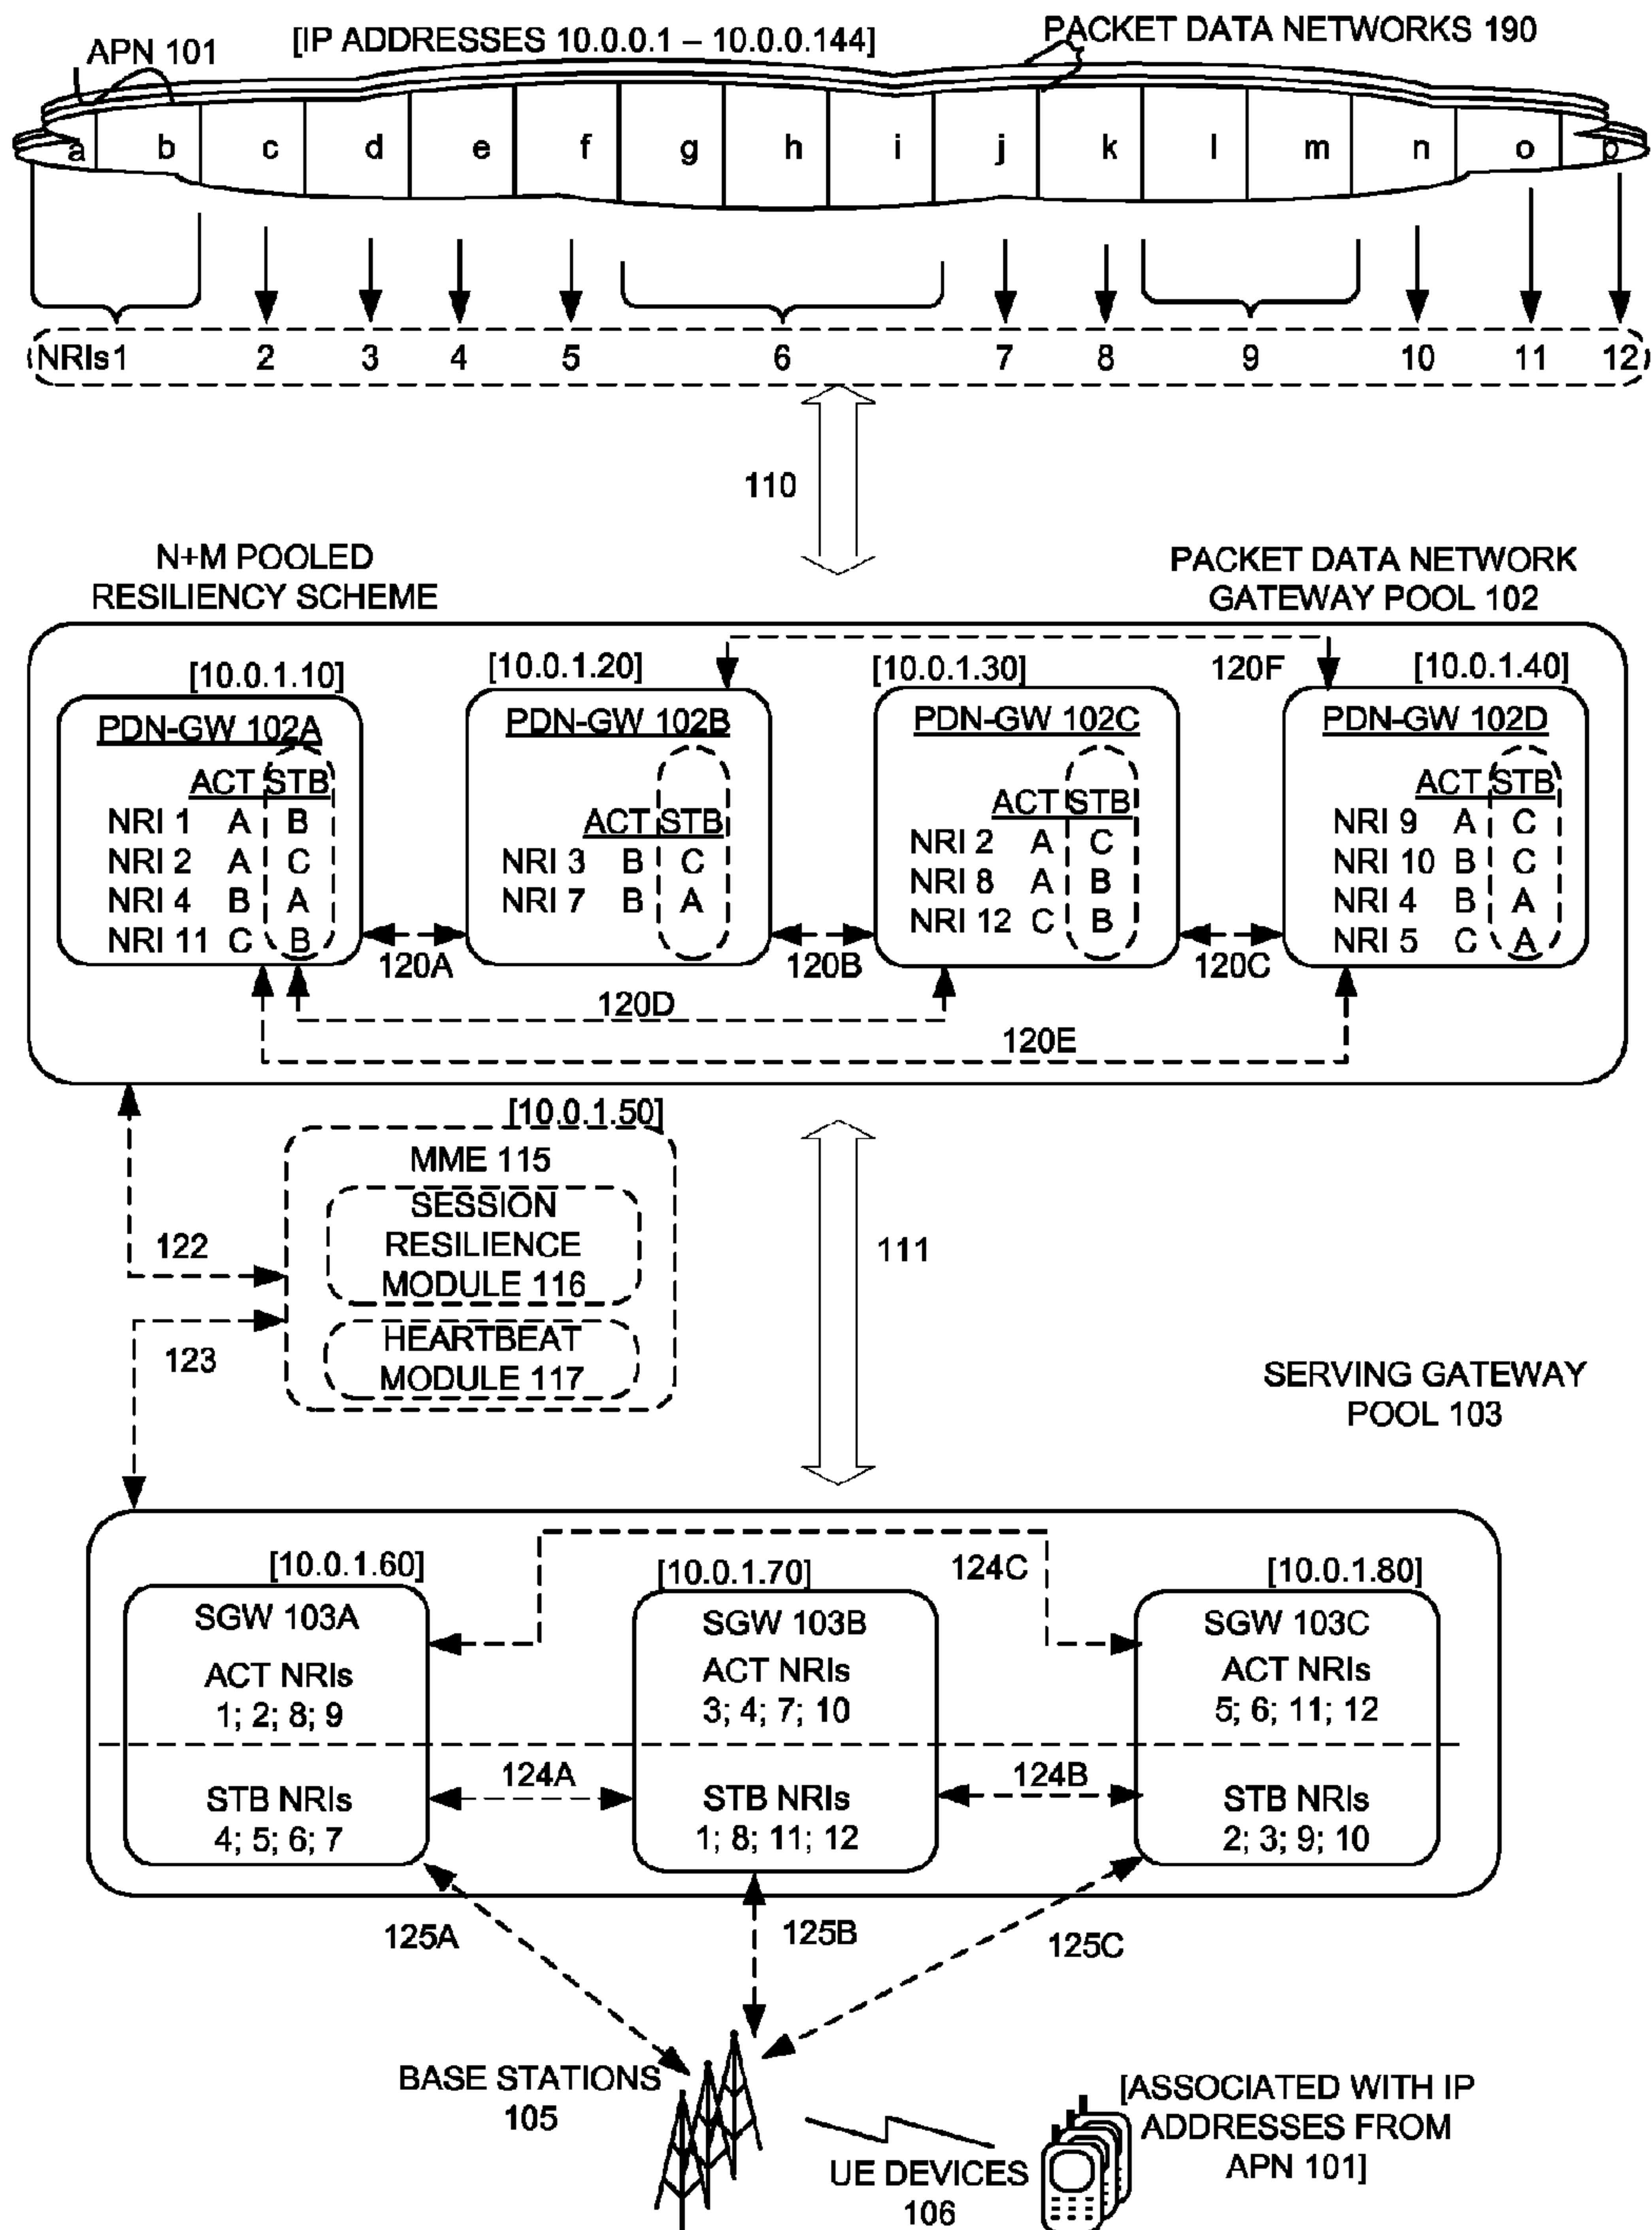 APN 101
[IP ADDRESSES 10.0.0.1 – 10.0.0.144]
PACKET DATA NETWORKS 190
a b c d e f g h i j k l m n o p
NRIs 1 2 3 4 5 6 7 8 9 10 11 12
110
N+M POOLED
RESILIENCY SCHEME
PACKET DATA NETWORK
GATEWAY POOL 102
[10.0.1.10]
PDN-GW 102A
ACT STB
NRI 1 A B
NRI 2 A C
NRI 4 B A
NRI 11 C B
[10.0.1.20]
PDN-GW 102B
ACT STB
NRI 3 B C
NRI 7 B A
[10.0.1.30]
PDN-GW 102C
ACT STB
NRI 2 A C
NRI 8 A B
NRI 12 C B
120F
[10.0.1.40]
PDN-GW 102D
ACT STB
NRI 9 A C
NRI 10 B C
NRI 4 B A
NRI 5 C A
120A
120B
120C
120D
120E
[10.0.1.50]
MME 115
SESSION
RESILIENCE
MODULE 116
HEARTBEAT
MODULE 117
122
123
111
SERVING GATEWAY
POOL 103
[10.0.1.60]
SGW 103A
ACT NRIs
1; 2; 8; 9
STB NRIs
4; 5; 6; 7
[10.0.1.70]
SGW 103B
ACT NRIs
3; 4; 7; 10
STB NRIs
1; 8; 11; 12
124C
[10.0.1.80]
SGW 103C
ACT NRIs
5; 6; 11; 12
STB NRIs
2; 3; 9; 10
124A
124B
125A
125B
125C
BASE STATIONS
105
UE DEVICES
106
[ASSOCIATED WITH IP
ADDRESSES FROM
APN 101]